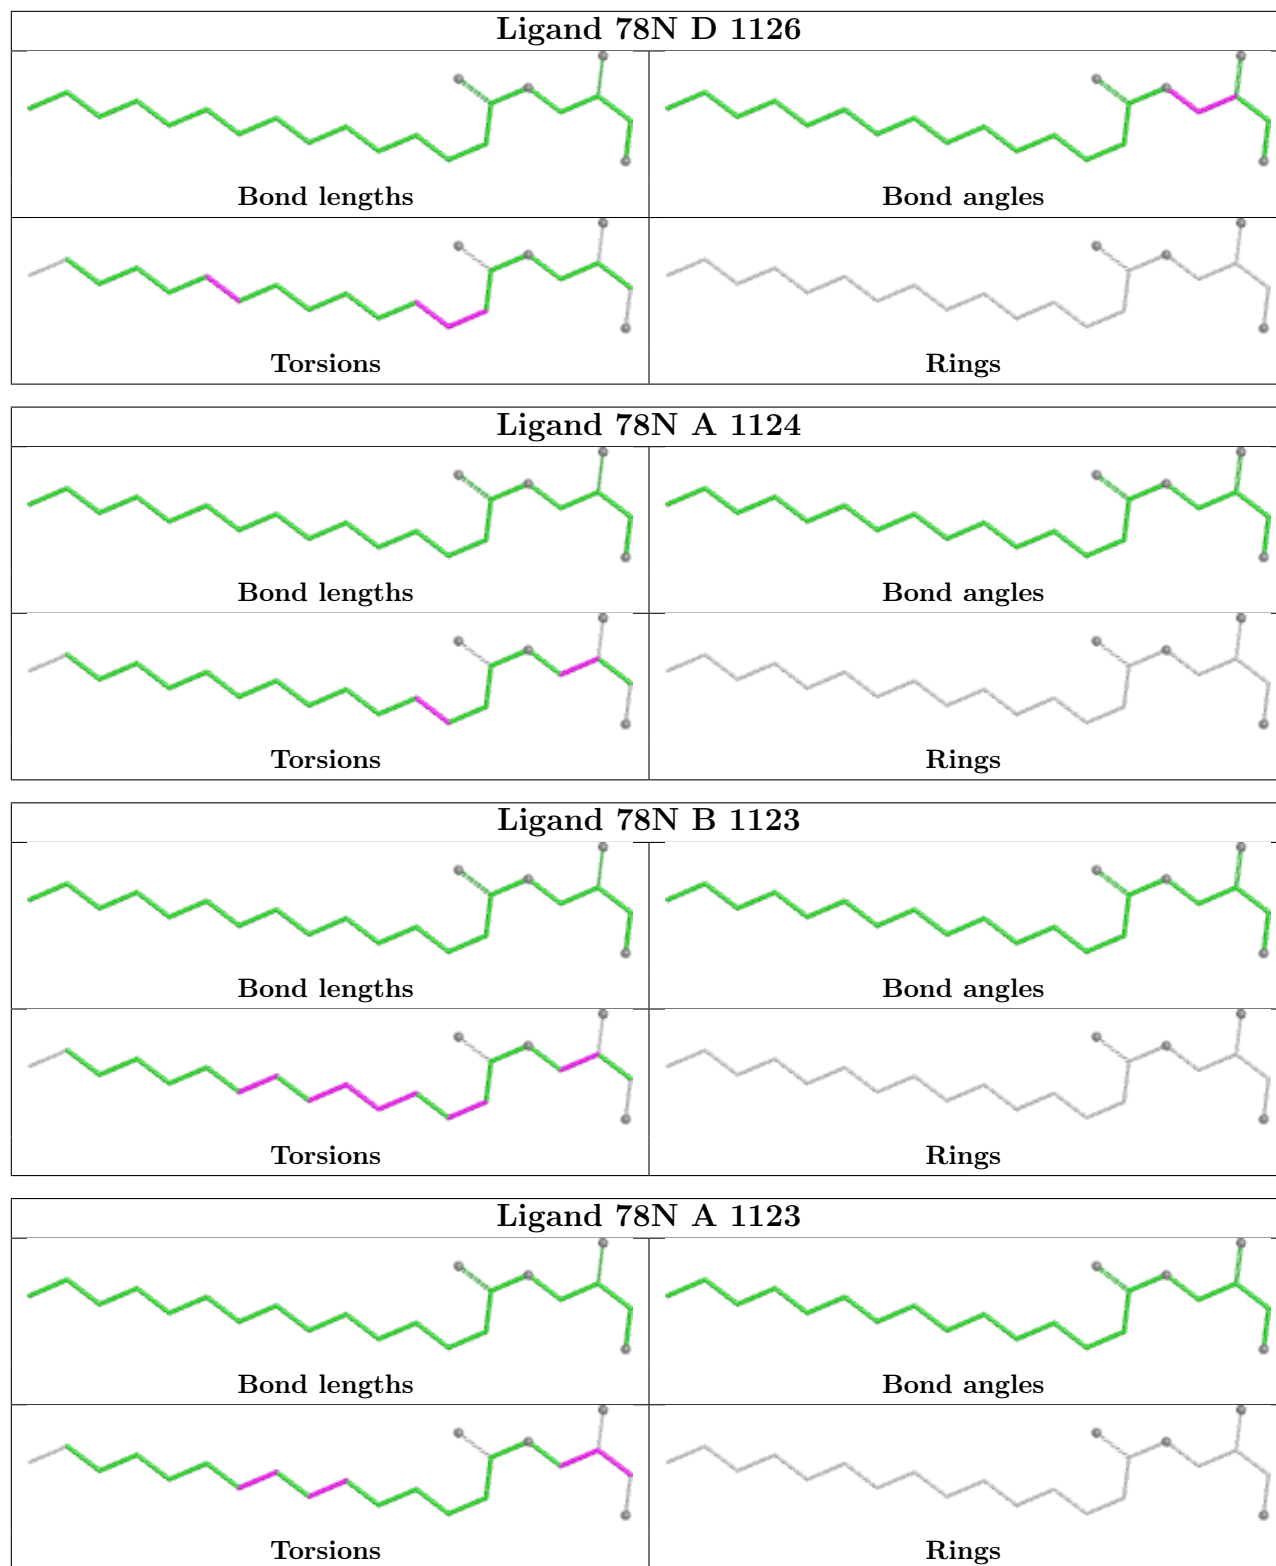 Ligand 78N D 1126
Bond lengths Bond angles
Torsions Rings
Ligand 78N A 1124
Bond lengths Bond angles
Torsions Rings
Ligand 78N B 1123
Bond lengths Bond angles
Torsions Rings
Ligand 78N A 1123
Bond lengths Bond angles
Torsions Rings